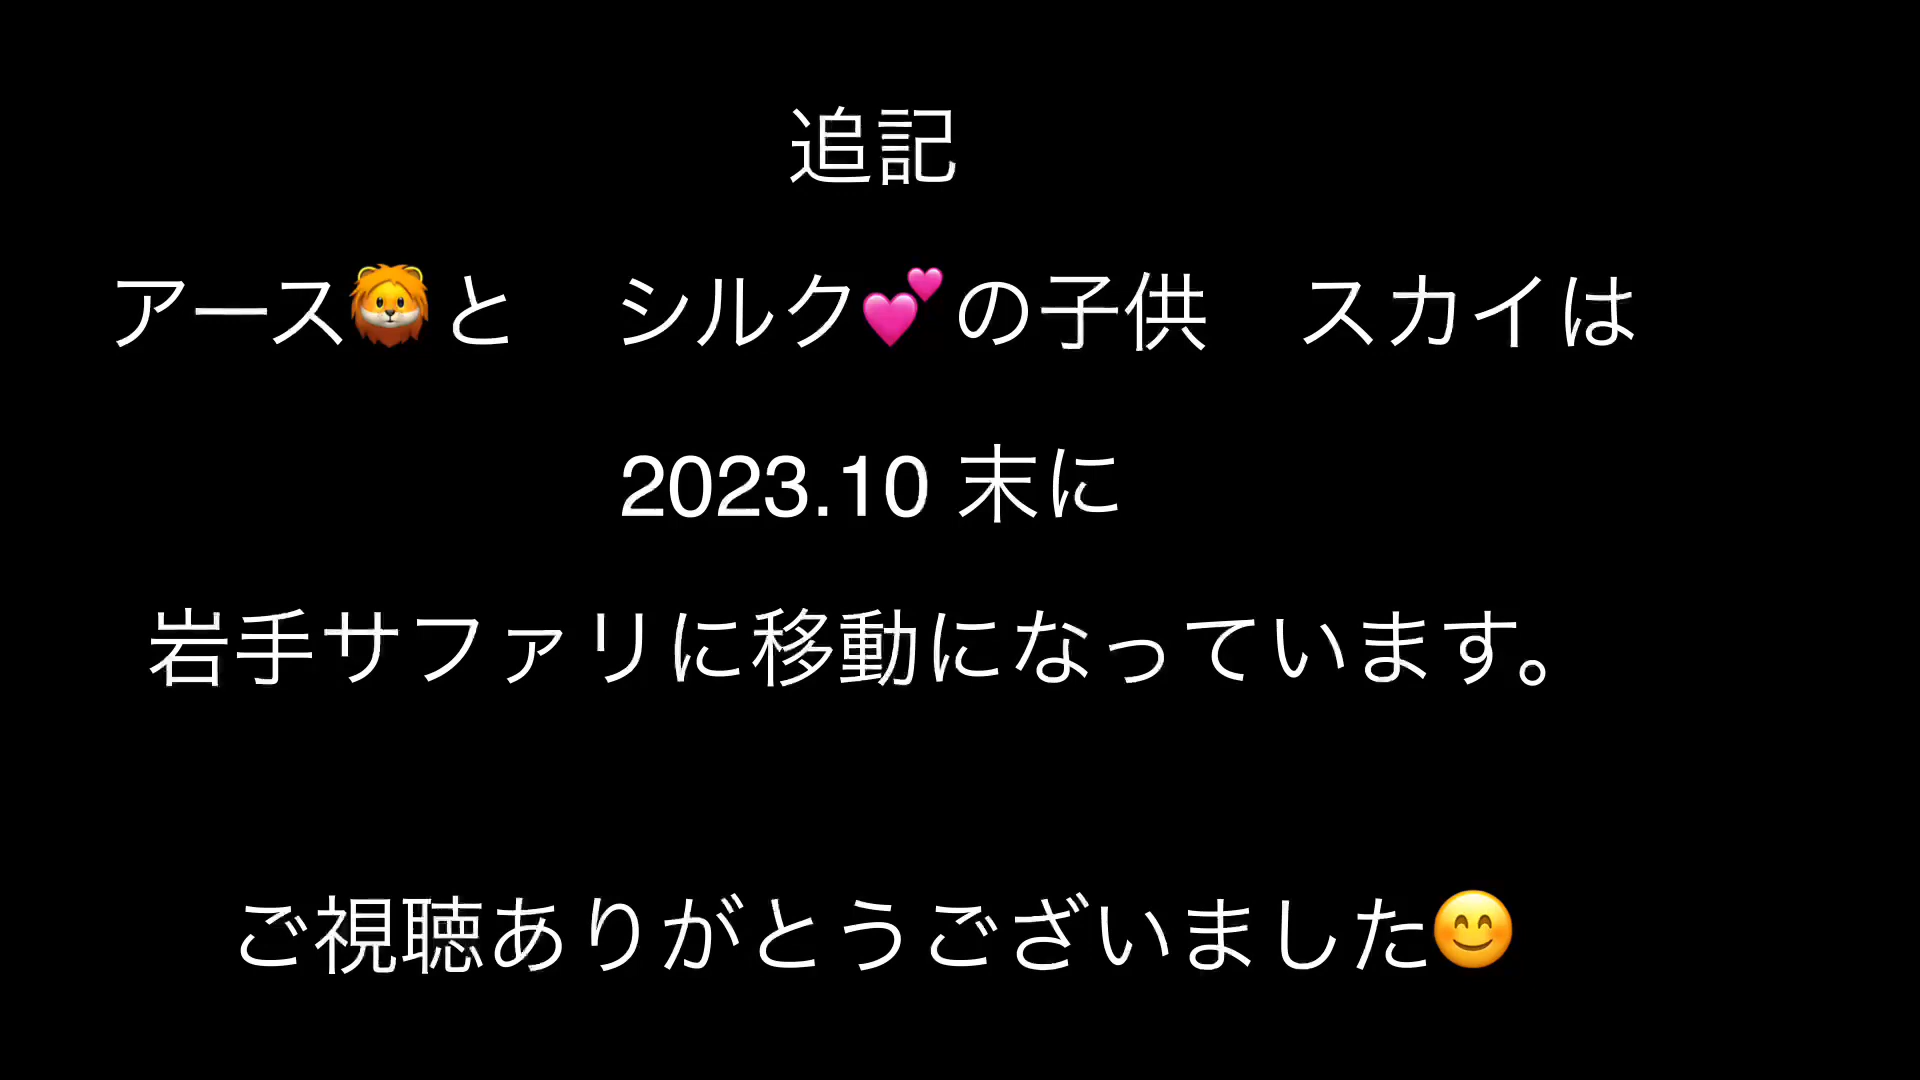 追記
アース🦁と　シルク💕の子供　スカイは
2023.10 末に
岩手サファリに移動になっています。
ご視聴ありがとうございました😊